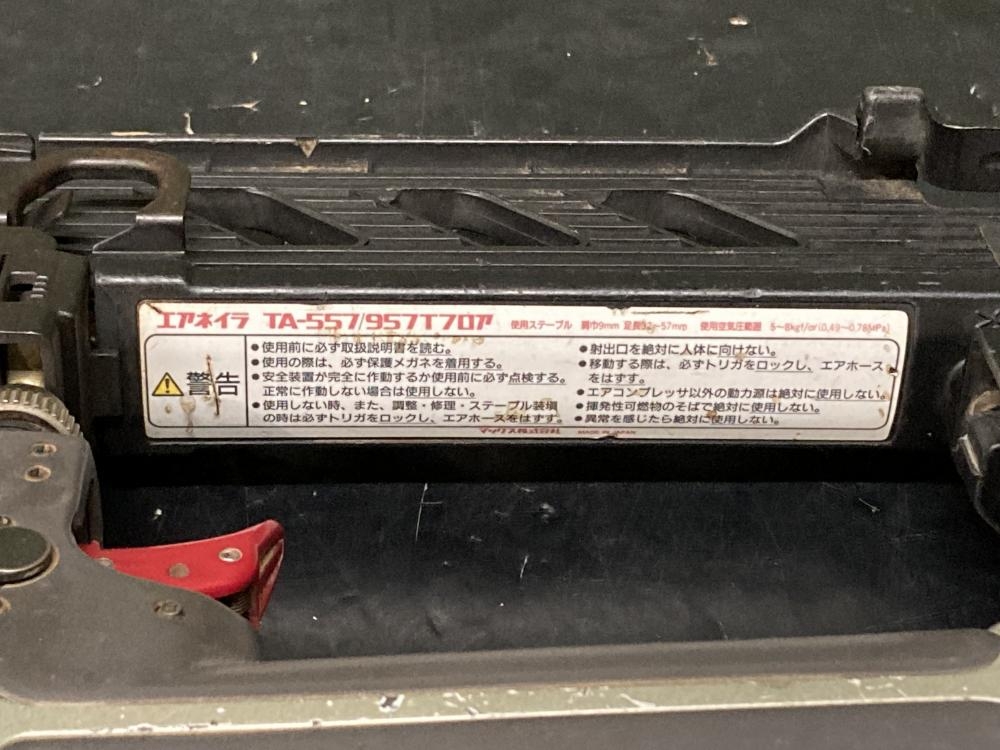 エアネイラ TA-557/957Tフロア 使用ステープル 肩巾9mm 足長32~57mm 使用空気圧範囲 5~8kgf/㎠(0.49~0.78MPa)
警告
●使用前に必ず取扱説明書を読む。
●使用の際は、必ず保護メガネを着用する。
●安全装置が完全に作動するか使用前に必ず点検する。
正常に作動しない場合は使用しない。
●使用しない時、また、調整・修理・ステープル装填
の時は必ずトリガをロックし、エアホースをはずす。
●射出口を絶対に人体に向けない。
●移動する際は、必ずトリガをロックし、エアホース
をはずす。
●エアコンプレッサ以外の動力源は絶対に使用しない。
●揮発性可燃物のそばで絶対に使用しない。
●異常を感じたら絶対に使用しない。
マックス株式会社 MADE IN JAPAN